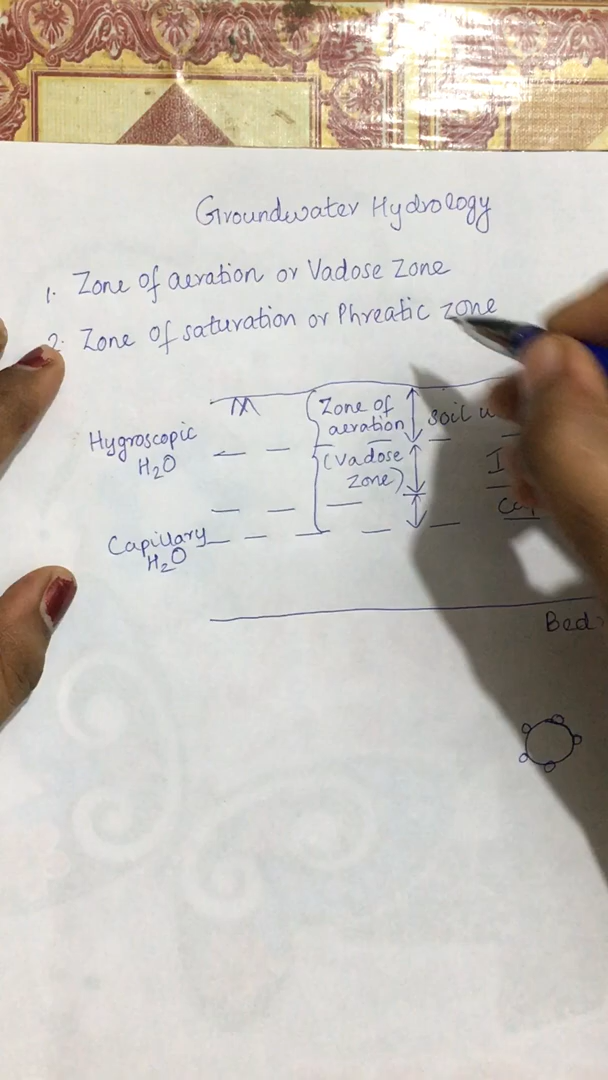 Groundwater Hydrology
1. Zone of aeration or Vadose Zone
2. Zone of saturation or Phreatic zone
Zone of
aeration
soil
Hygroscopic
H2O
(Vadose
Zone)
Capillary
H2O